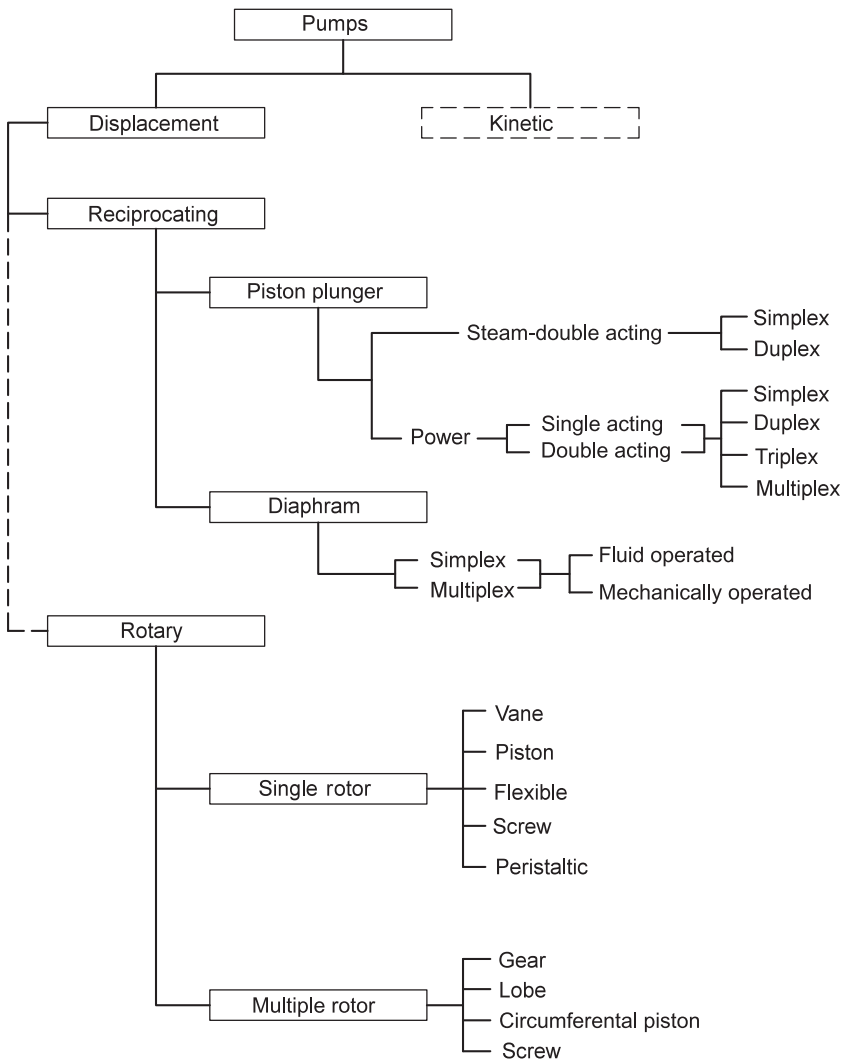 Pumps
Displacement
Kinetic
Reciprocating
Piston plunger
Steam-double acting
Simplex
Duplex
Power
Single acting
Double acting
Simplex
Duplex
Triplex
Multiplex
Diaphram
Simplex
Multiplex
Fluid operated
Mechanically operated
Rotary
Single rotor
Vane
Piston
Flexible
Screw
Peristaltic
Multiple rotor
Gear
Lobe
Circumferental piston
Screw